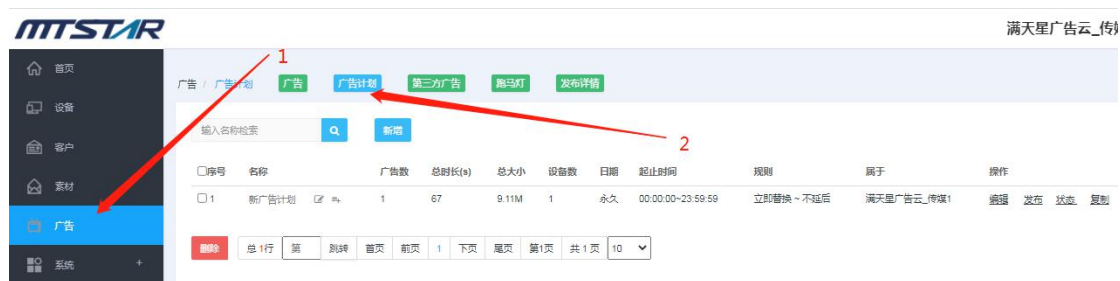 MTSTAR
满天星广告云_传媒
1
首页
广告 / 广告计划 广告 广告计划 第三方广告 跑马灯 发布详情
设备
输入名称检索 新增
2
客户
序号 名称 广告数 总时长(s) 总大小 设备数 日期 起止时间 规则 属于 操作
素材
1 新广告计划 1 67 9.11M 1 永久 00:00:00~23:59:59 立即替换 ~ 不延后 满天星广告云_传媒1 编辑 发布 状态 复制
广告
删除 总 1行 第 跳转 首页 前页 1 下页 尾页 第1页 共 1 页 10
系统 +